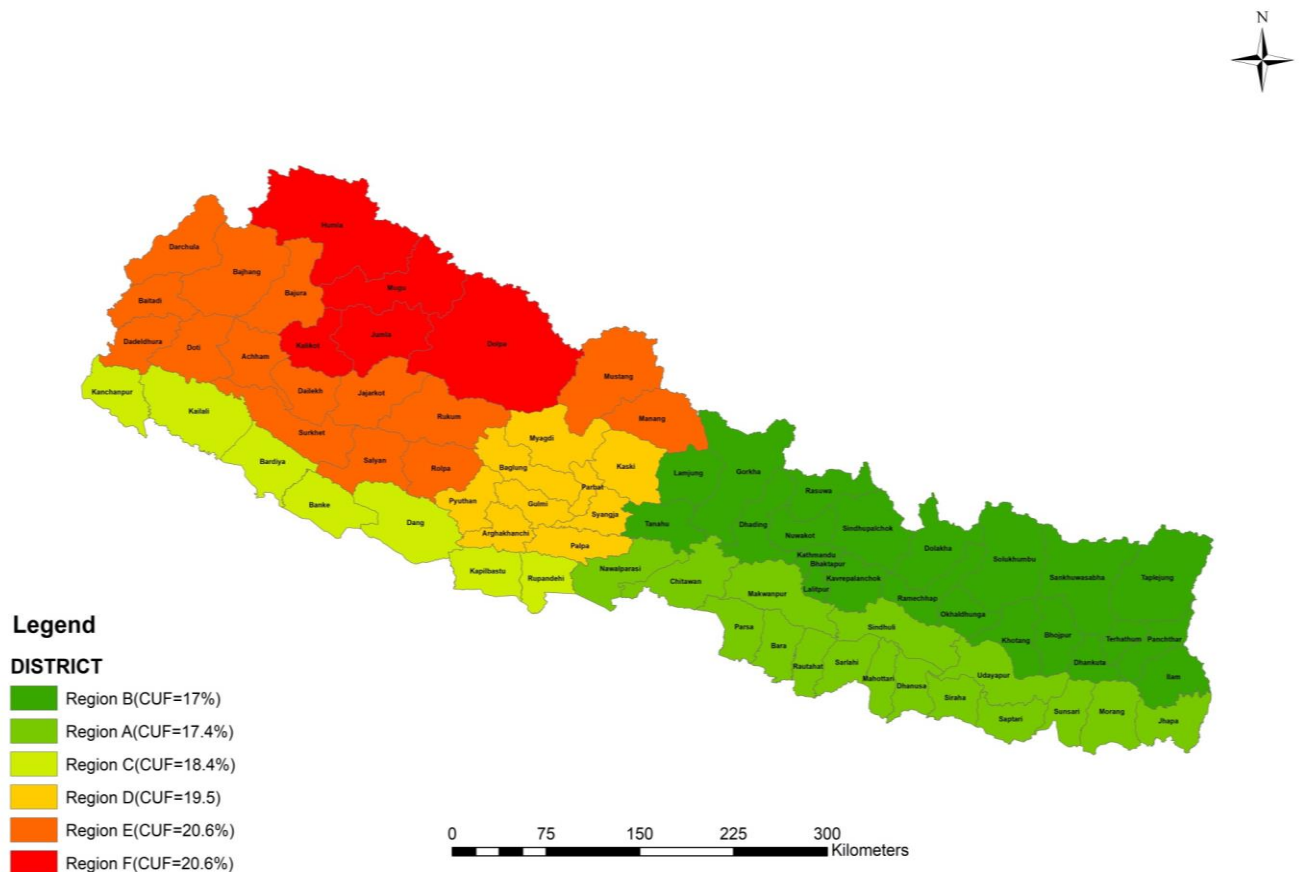 N
Humla
Darchula
Bajhang
Mugu
Bajura
Baitadi
Jumla
Dolpa
Kalikot
Dadeldhura
Doti
Achham
Mustang
Kanchanpur
Dailekh
Jajarkot
Kailali
Rukum
Manang
Surkhet
Myagdi
Bardiya
Salyan
Rolpa
Baglung
Kaski
Lamjung
Gorkha
Parbat
Rasuwa
Banke
Pyuthan
Gulmi
Syangja
Dang
Tanahu
Dhading
Nuwakot
Sindhupalchok
Arghakhanchi
Palpa
Dolakha
Kathmandu
Solukhumbu
Bhaktapur
Kapilbastu
Rupandehi
Nawalparasi
Chitawan
Kavrepalanchok
Sankhuwasabha
Taplejung
Makwanpur
Lalitpur
Ramechhap
Okhaldhunga
Parsa
Sindhuli
Khotang
Bhojpur
Terhathum
Panchthar
Bara
Rautahat
Sarlahi
Dhankuta
Mahottari
Udayapur
Ilam
Dhanusa
Siraha
Saptari
Sunsari
Morang
Jhapa
Legend
DISTRICT
Region B(CUF=17%)
Region A(CUF=17.4%)
Region C(CUF=18.4%)
Region D(CUF=19.5)
Region E(CUF=20.6%)
Region F(CUF=20.6%)
0 75 150 225 300
Kilometers